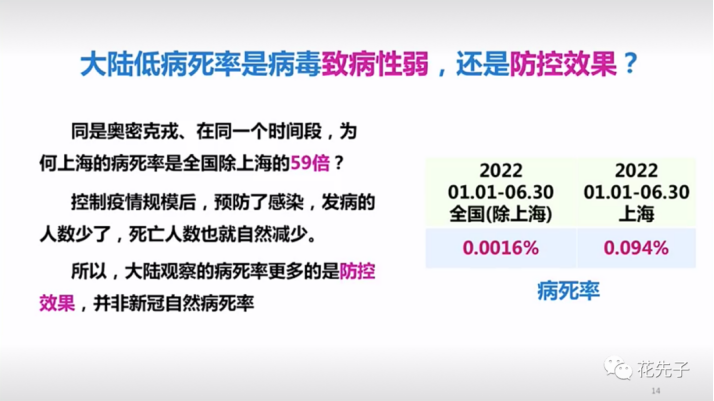 大陆低病死率是病毒致病性弱，还是防控效果？
同是奥密克戎、在同一个时间段，为
何上海的病死率是全国除上海的59倍？
控制疫情规模后，预防了感染，发病的
人数少了，死亡人数也就自然减少。
所以，大陆观察的病死率更多的是防控
效果，并非新冠自然病死率
2022
01.01-06.30
全国(除上海)
2022
01.01-06.30
上海
0.0016%
0.094%
病死率
花先子
14